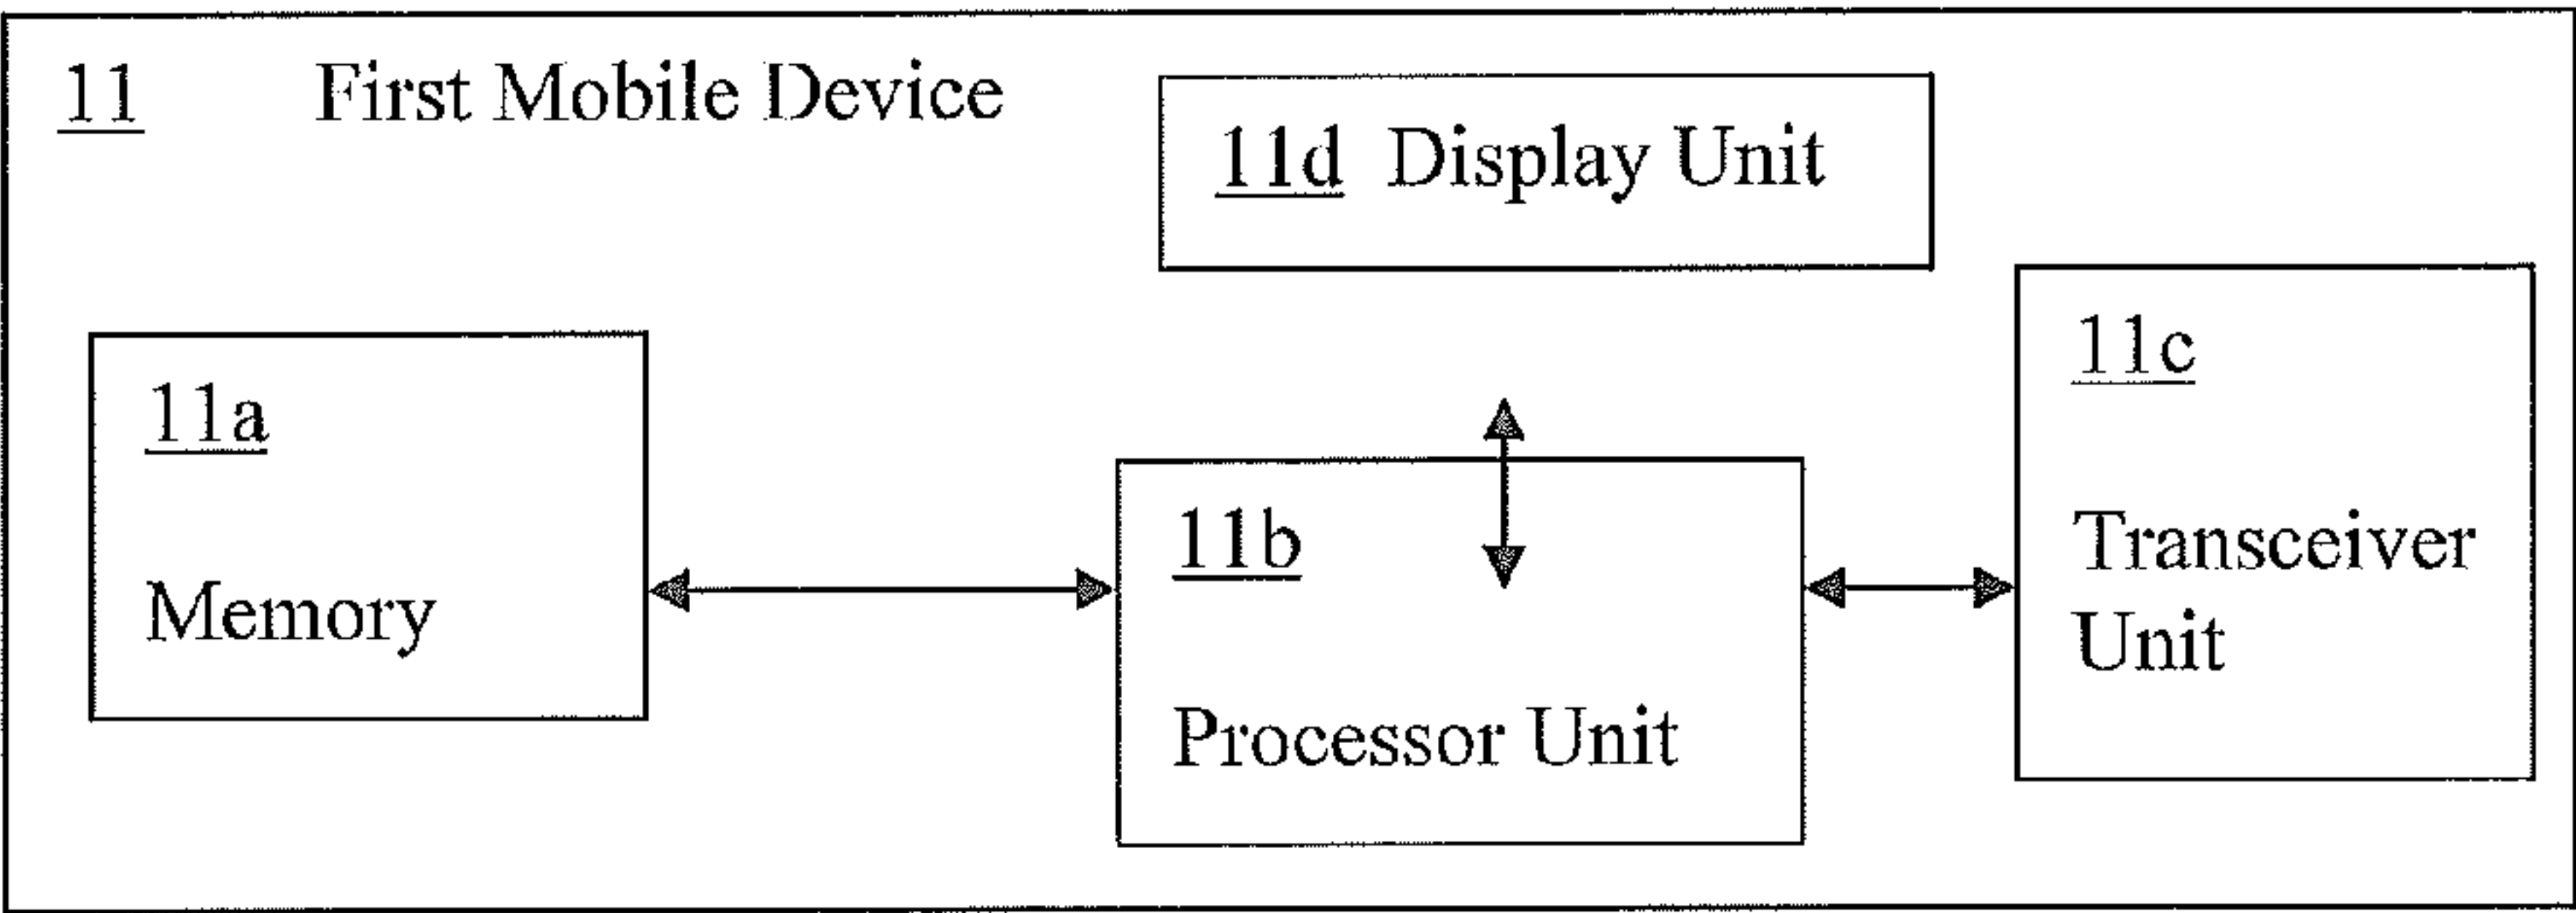 11 First Mobile Device
11d Display Unit
11a
Memory
11b
Processor Unit
11c
Transceiver
Unit